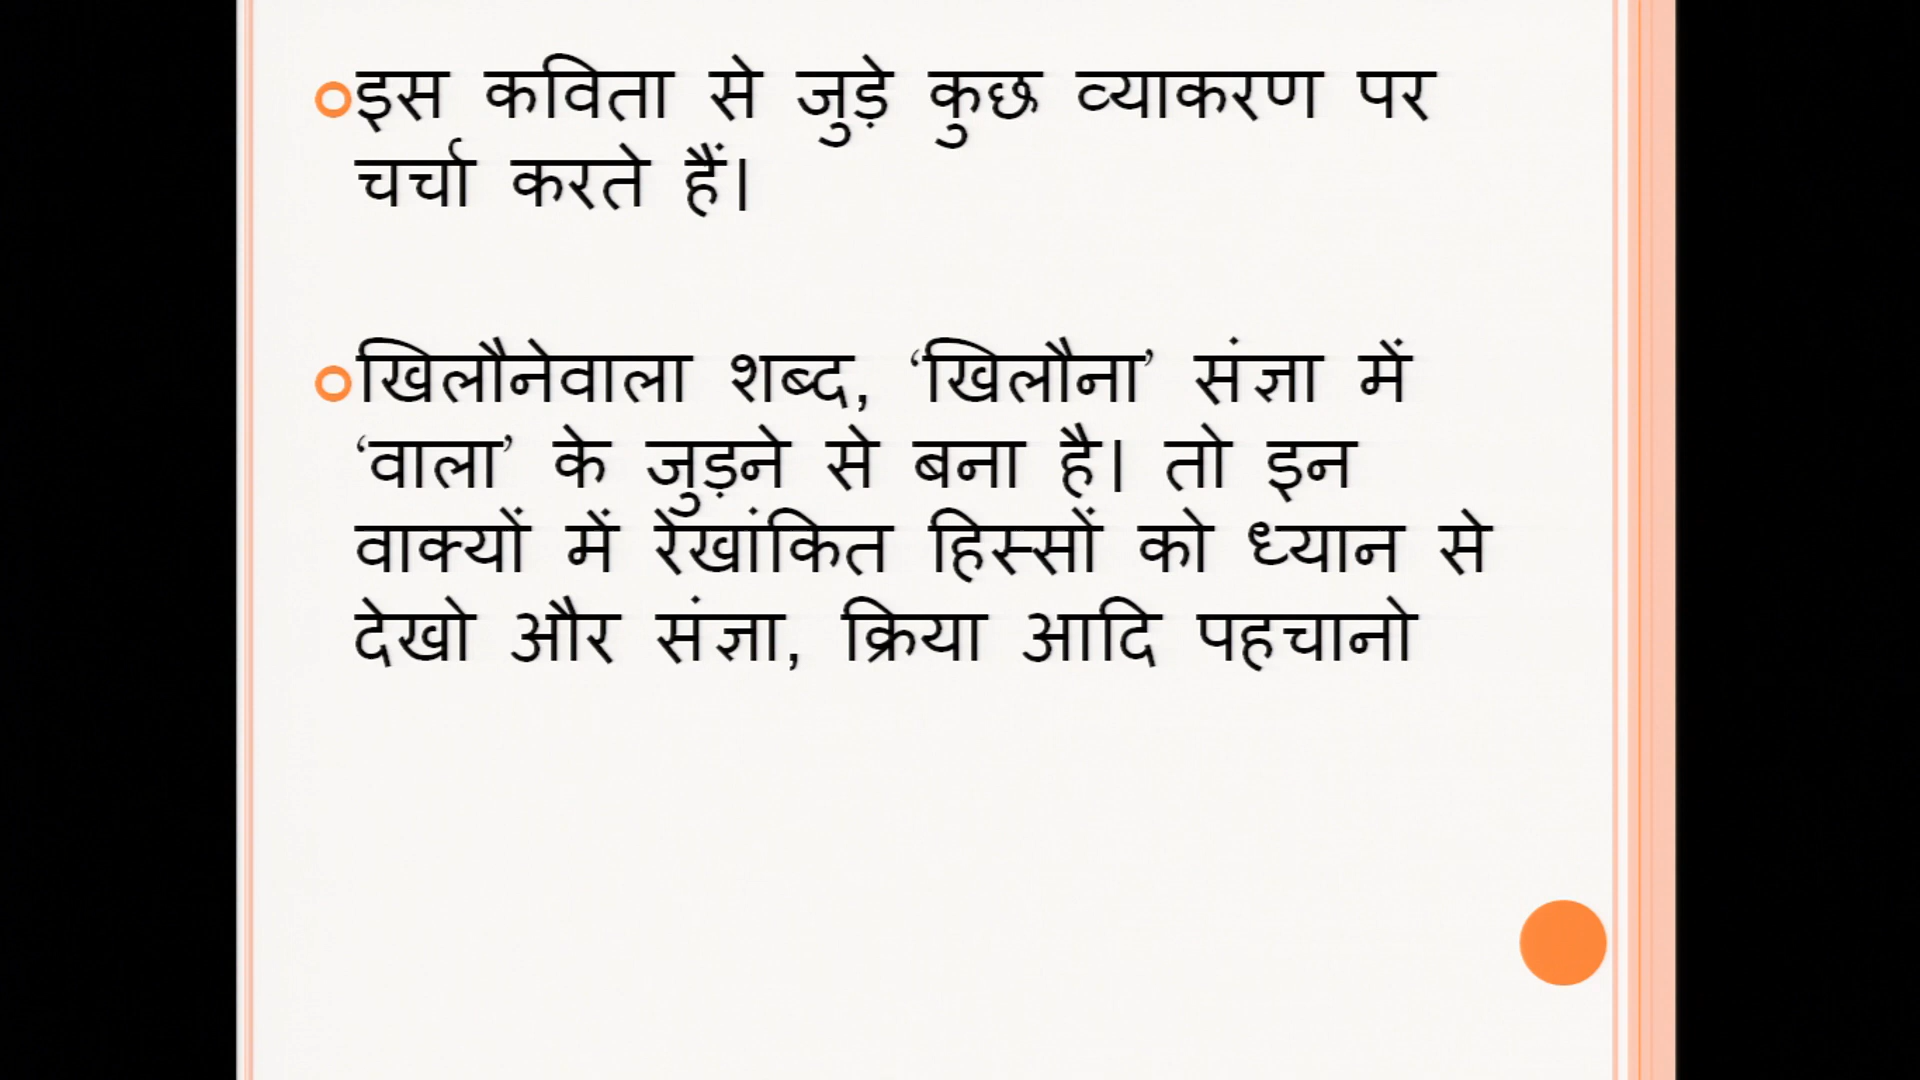 इस कविता से जुड़े कुछ व्याकरण पर
चर्चा करते हैं।
खिलौनेवाला शब्द, ‘खिलौना’ संज्ञा में
‘वाला’ के जुड़ने से बना है। तो इन
वाक्यों में रेखांकित हिस्सों को ध्यान से
देखो और संज्ञा, क्रिया आदि पहचानो